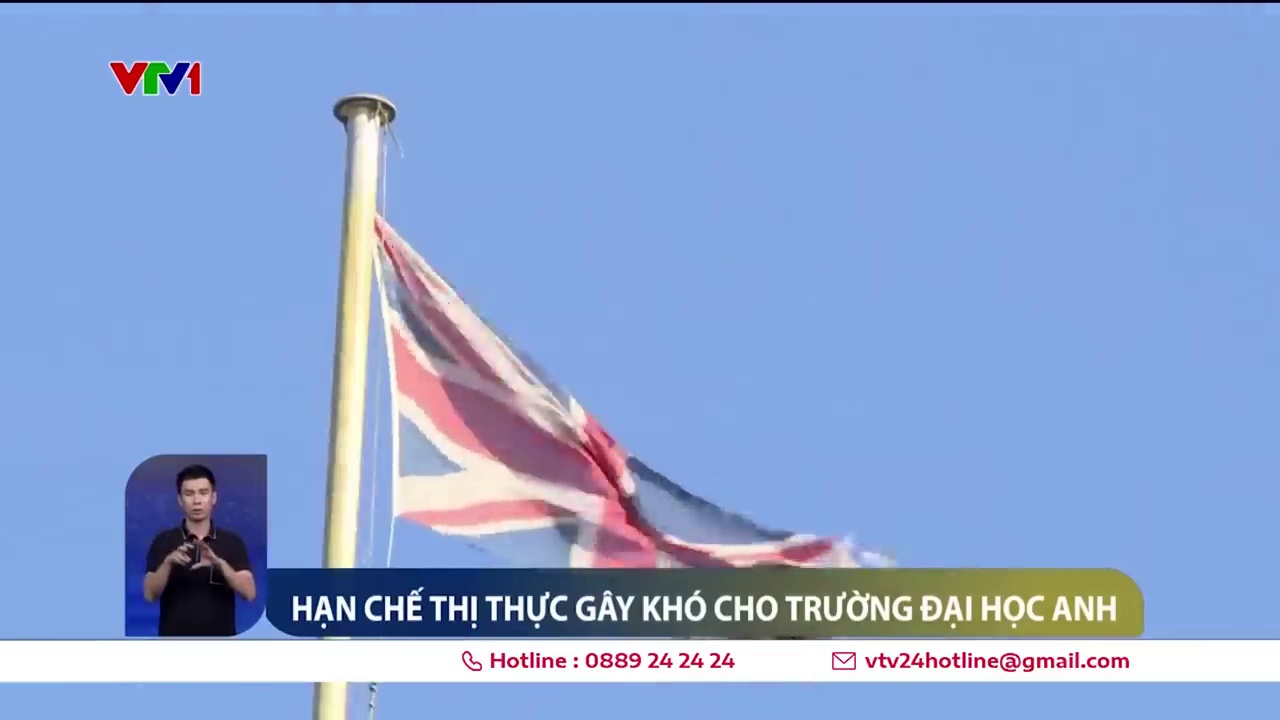 VTV1
HẠN CHẾ THỊ THỰC GÂY KHÓ CHO TRƯỜNG ĐẠI HỌC ANH
Hotline : 0889 24 24 24
vtv24hotline@gmail.com